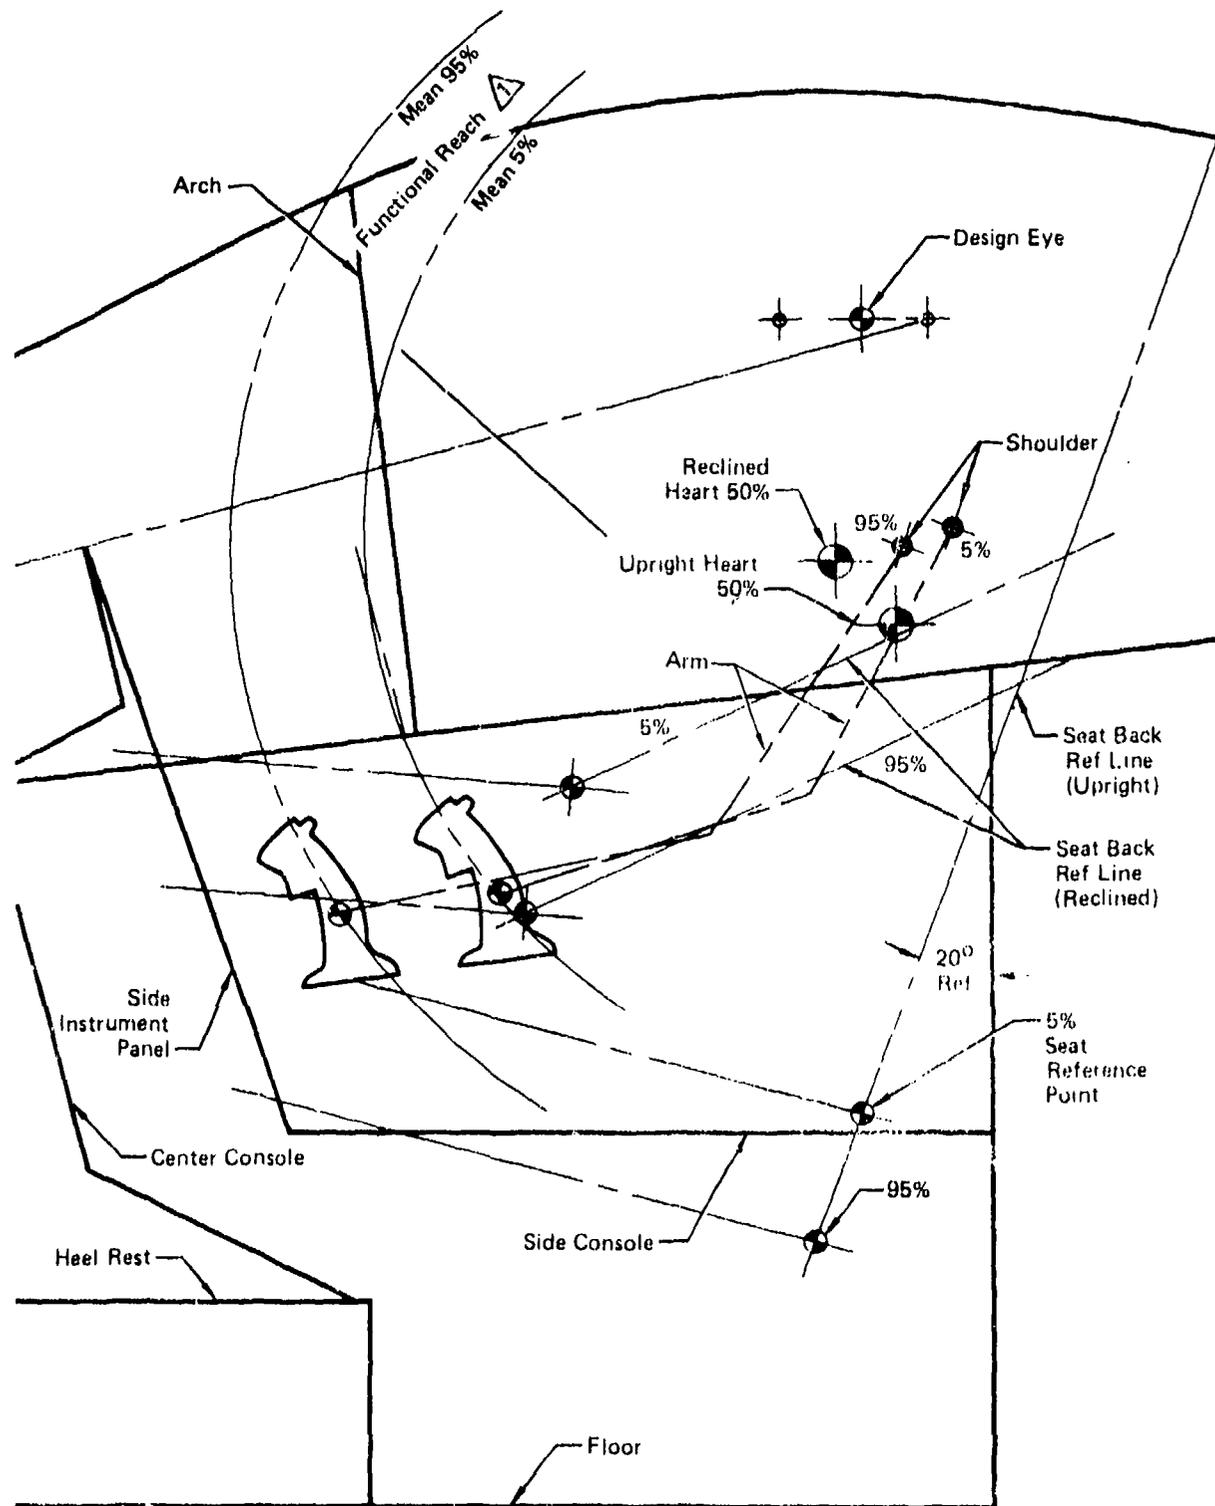 Mean 95%
Functional Reach 1
Mean 5%
Arch
Design Eye
Shoulder
Reclined
Heart 50%
95%
5%
Upright Heart
50%
Arm
5%
95%
Seat Back
Ref Line
(Upright)
Seat Back
Ref Line
(Reclined)
20°
Ref
Side
Instrument
Panel
5%
Seat
Reference
Point
Center Console
95%
Side Console
Heel Rest
Floor